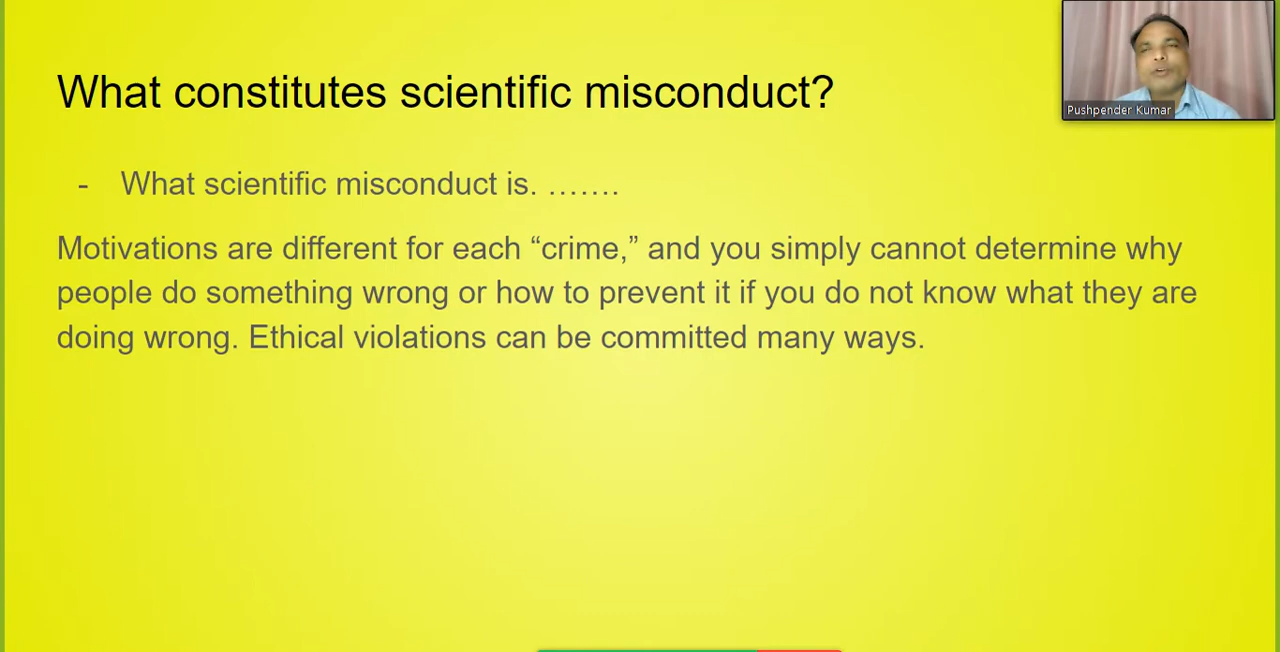 What constitutes scientific misconduct?
Pushpender Kumar
- What scientific misconduct is. …….
Motivations are different for each “crime,” and you simply cannot determine why
people do something wrong or how to prevent it if you do not know what they are
doing wrong. Ethical violations can be committed many ways.